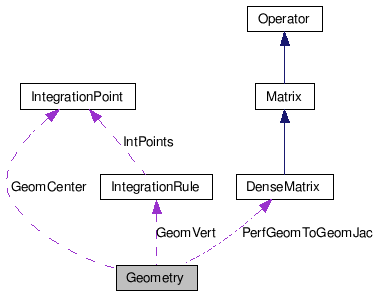 Operator
IntegrationPoint
Matrix
IntPoints
GeomCenter
IntegrationRule
DenseMatrix
GeomVert
PerfGeomToGeomJac
Geometry